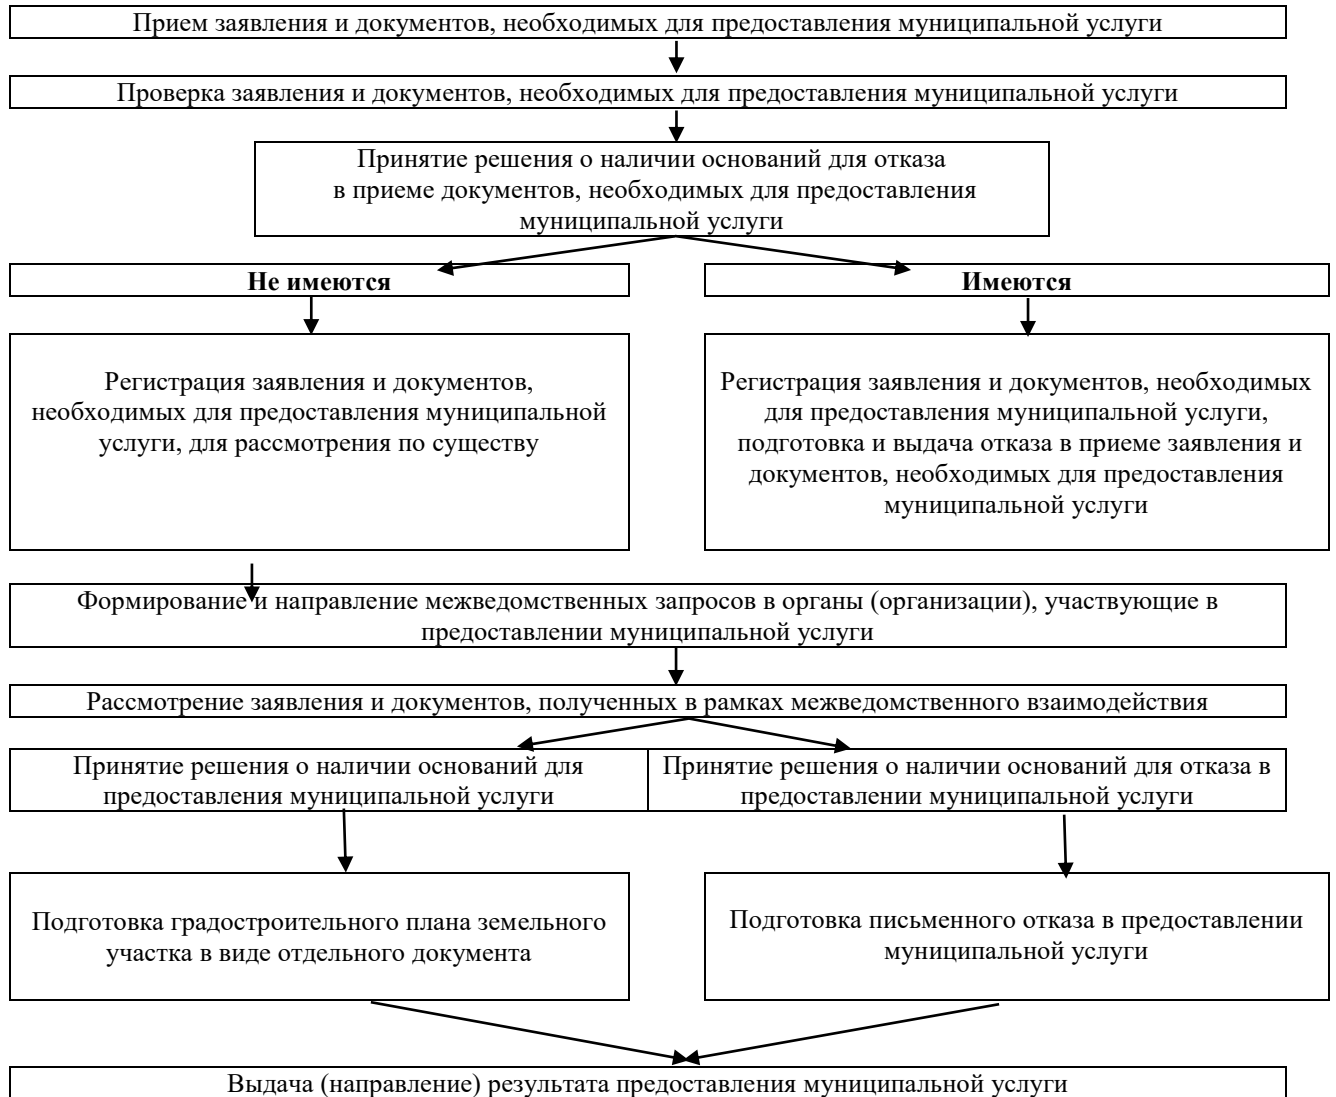 Прием заявления и документов, необходимых для предоставления муниципальной услуги
Проверка заявления и документов, необходимых для предоставления муниципальной услуги
Принятие решения о наличии оснований для отказа
в приеме документов, необходимых для предоставления
муниципальной услуги
Не имеются
Имеются
Регистрация заявления и документов,
необходимых для предоставления муниципальной
услуги, для рассмотрения по существу
Регистрация заявления и документов, необходимых
для предоставления муниципальной услуги,
подготовка и выдача отказа в приеме заявления и
документов, необходимых для предоставления
муниципальной услуги
Формирование и направление межведомственных запросов в органы (организации), участвующие в
предоставлении муниципальной услуги
Рассмотрение заявления и документов, полученных в рамках межведомственного взаимодействия
Принятие решения о наличии оснований для
предоставления муниципальной услуги
Принятие решения о наличии оснований для отказа в
предоставлении муниципальной услуги
Подготовка градостроительного плана земельного
участка в виде отдельного документа
Подготовка письменного отказа в предоставлении
муниципальной услуги
Выдача (направление) результата предоставления муниципальной услуги